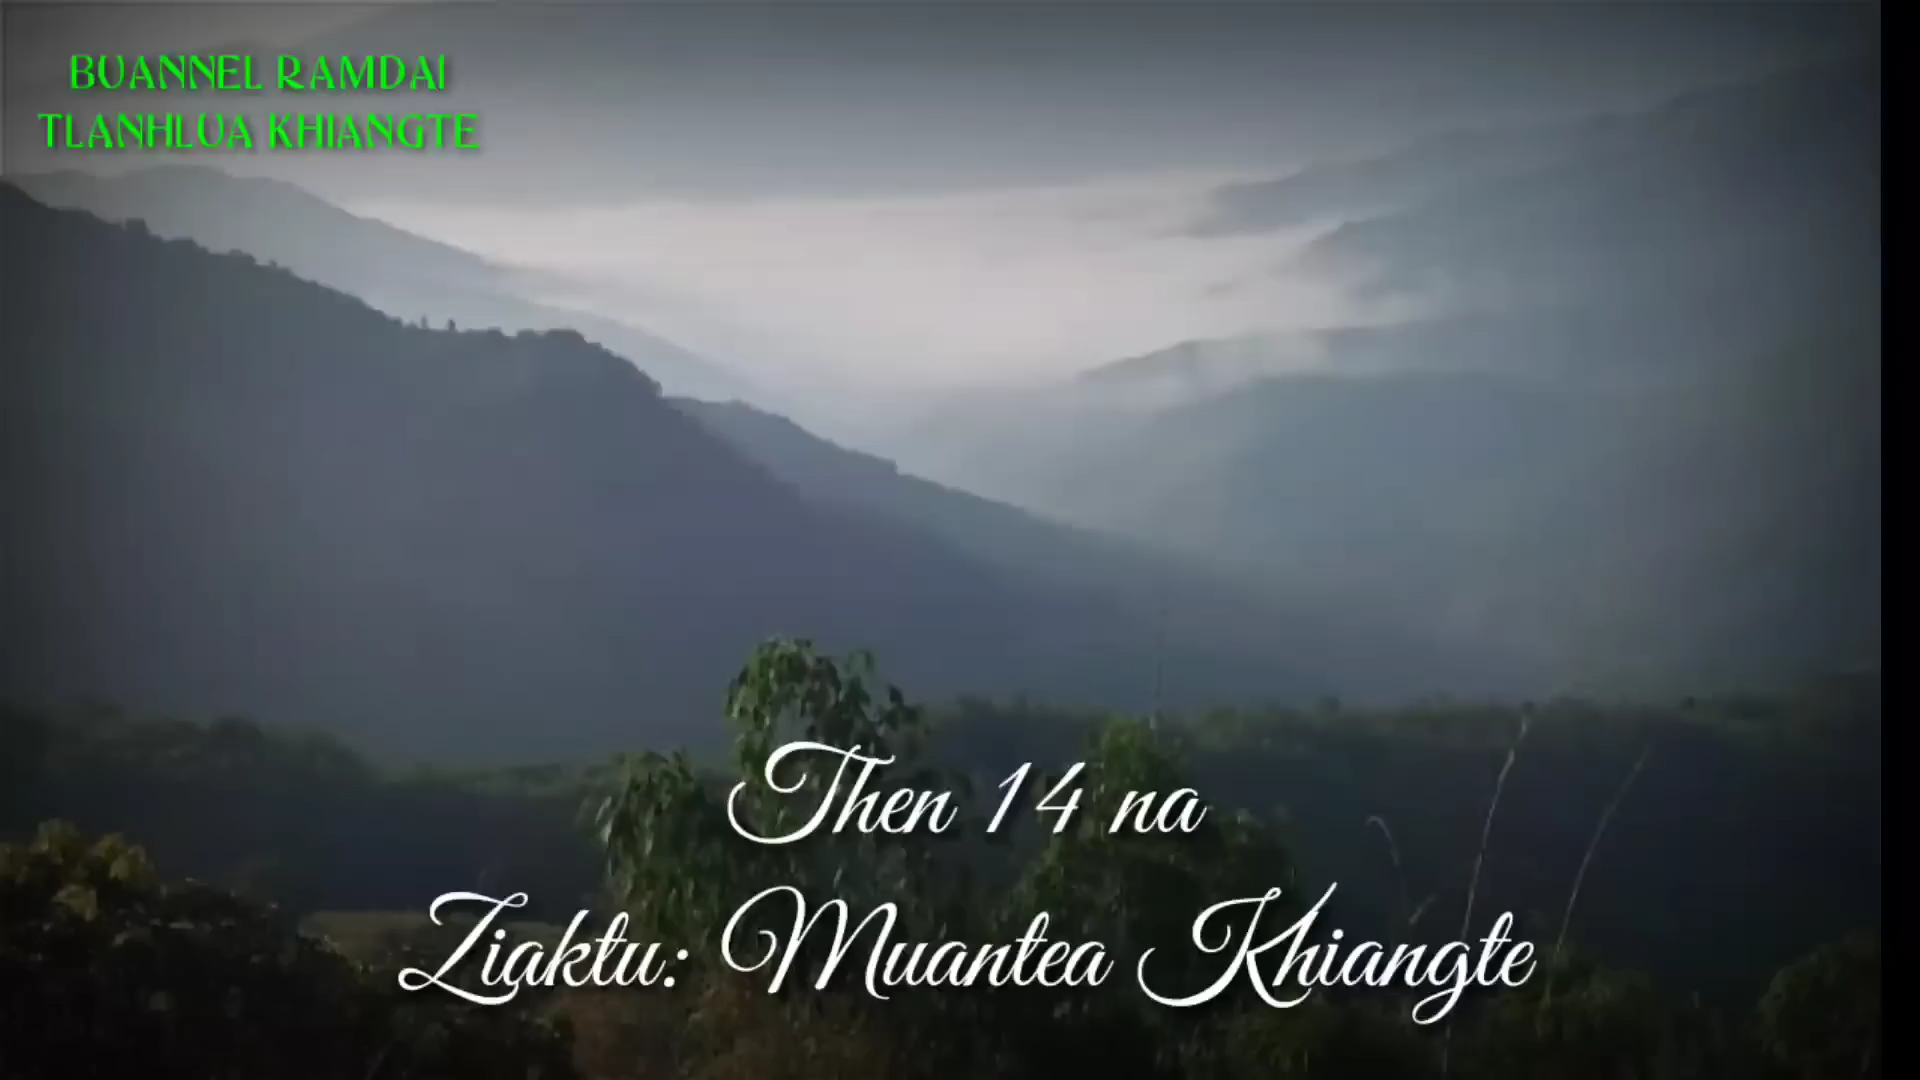 BUANNEL RAMDAI
TLANHLUA KHIANGTE
Then 14 na
Ziaktu: Muantea Khiangte